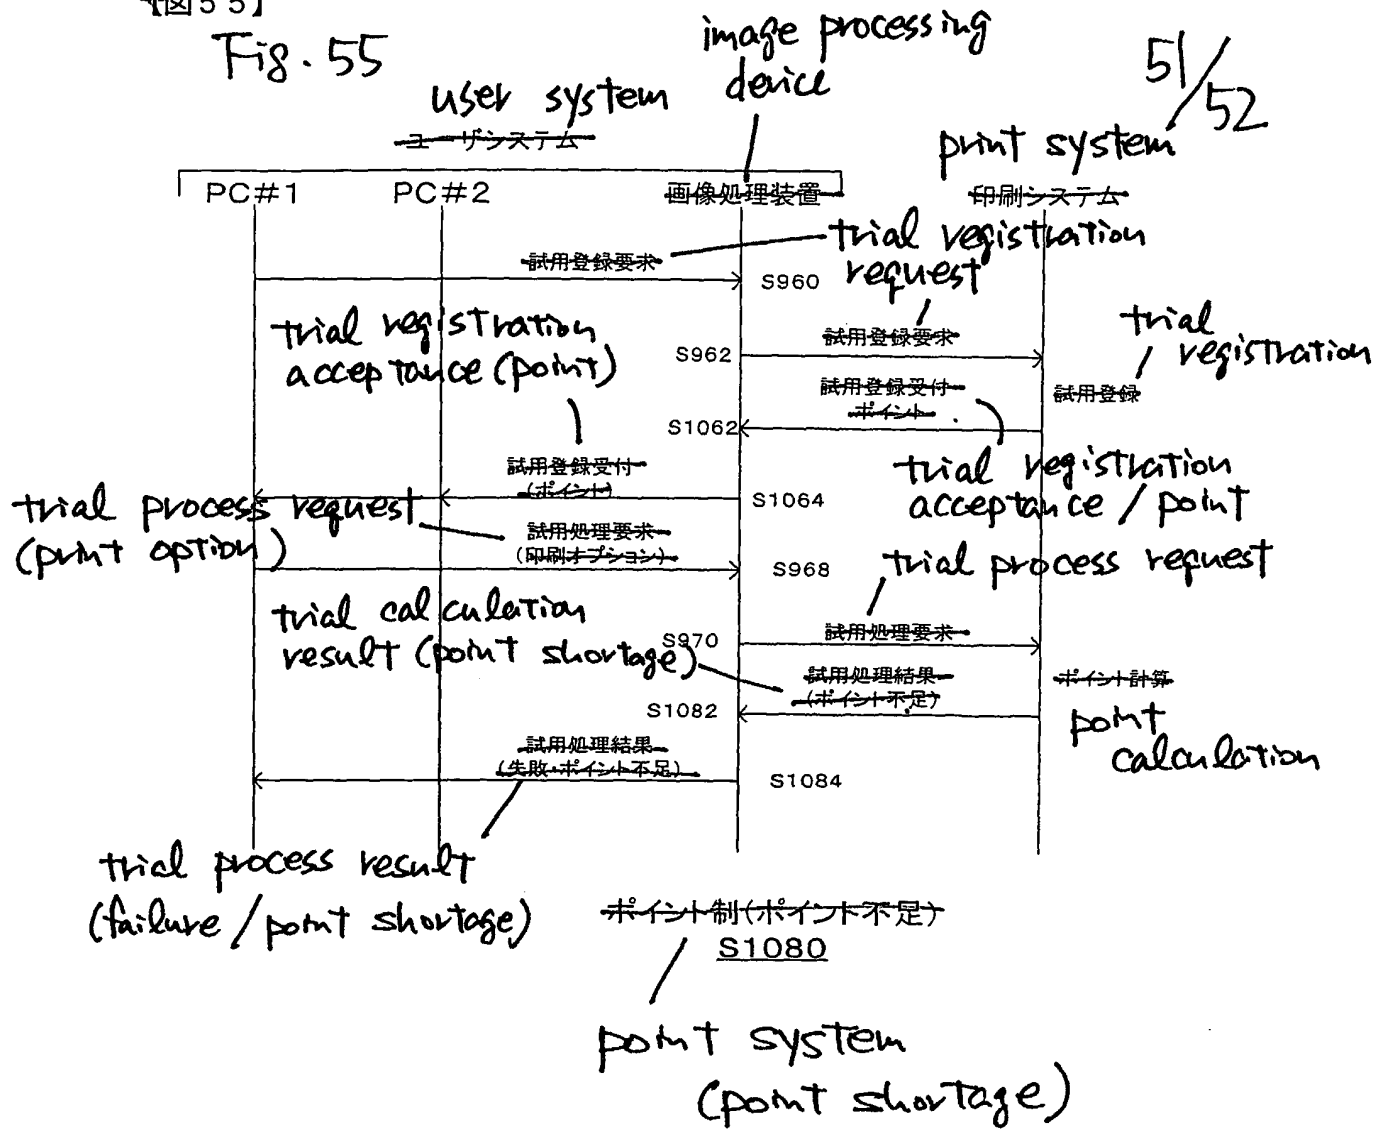 【図55】
Fig. 55
51/52
image processing
device
user system
ユーザシステム
print system
PC#1
PC#2
画像処理装置
印刷システム
試用登録要求
trial registration
request
S960
trial registration
acceptance (point)
S962
試用登録要求
trial
registration
試用登録受付
ポイント
試用登録
S1062
試用登録受付
(ポイント)
S1064
trial registration
acceptance / point
trial process request
(print option)
試用処理要求
(印刷オプション)
S968
trial process request
trial calculation
result (point shortage)
S970
試用処理要求
試用処理結果
(ポイント不足)
ポイント計算
S1082
point
calculation
試用処理結果
(失敗・ポイント不足)
S1084
trial process result
(failure / point shortage)
ポイント制(ポイント不足)
S1080
point system
(point shortage)